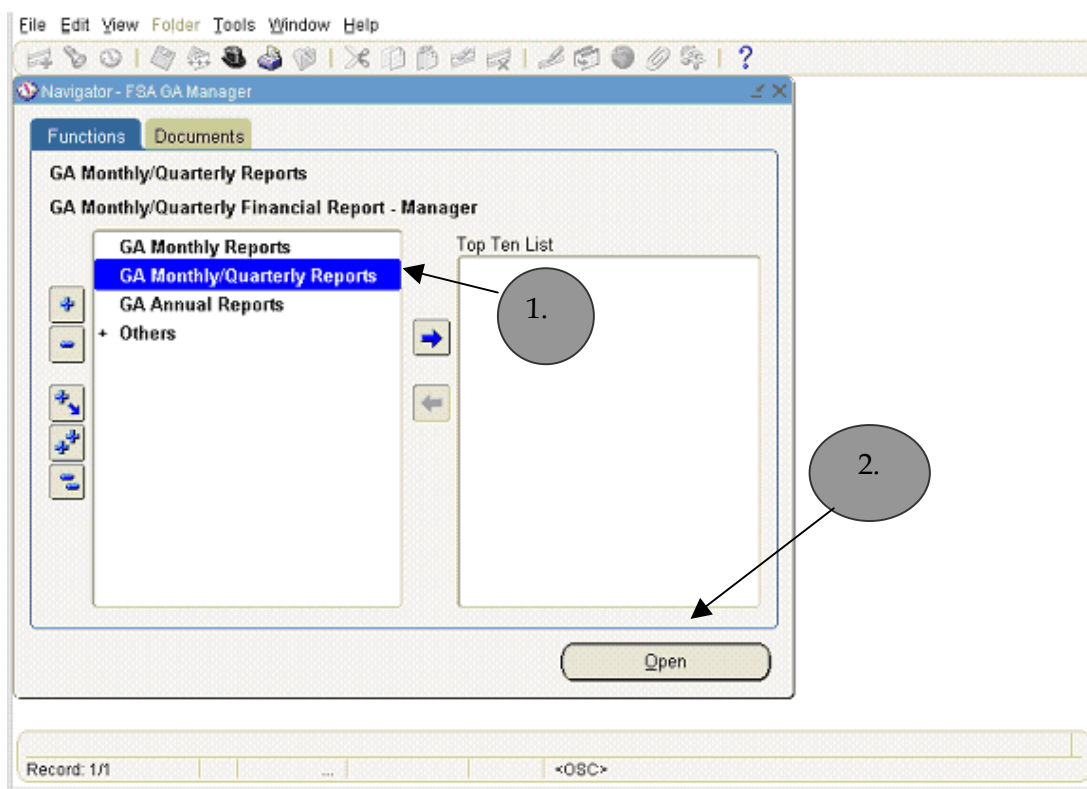 File Edit View Folder Tools Window Help
?
Navigator - FSA GA Manager
Functions Documents
GA Monthly/Quarterly Reports
GA Monthly/Quarterly Financial Report - Manager
GA Monthly Reports
GA Monthly/Quarterly Reports
GA Annual Reports
+ Others
Top Ten List
1.
2.
Open
Record: 1/1 ... <OSC>